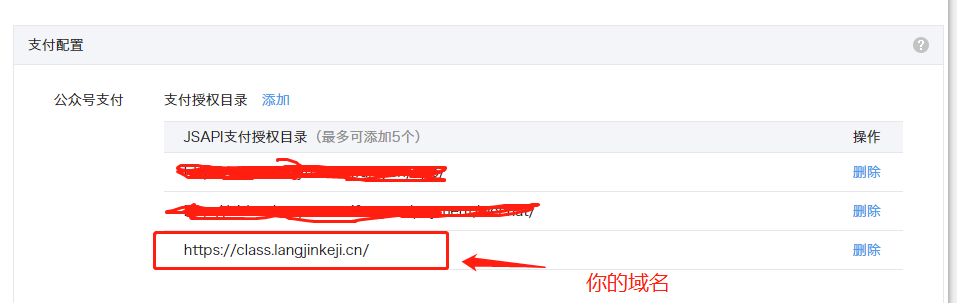 支付配置
?
公众号支付 支付授权目录 添加
JSAPI支付授权目录（最多可添加5个） 操作
删除
删除
https://class.langjinkeji.cn/ 删除
你的域名